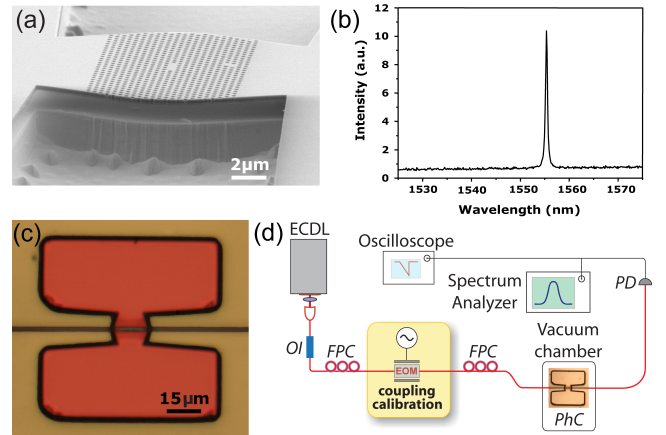 (a)
2µm
(b)
Intensity (a.u.)
12
10
8
6
4
2
0
1530
1540
1550
1560
1570
Wavelength (nm)
(c)
15µm
(d)
ECDL
OI
FPC
EOM
coupling
calibration
FPC
Oscilloscope
Spectrum
Analyzer
PD
Vacuum
chamber
PhC